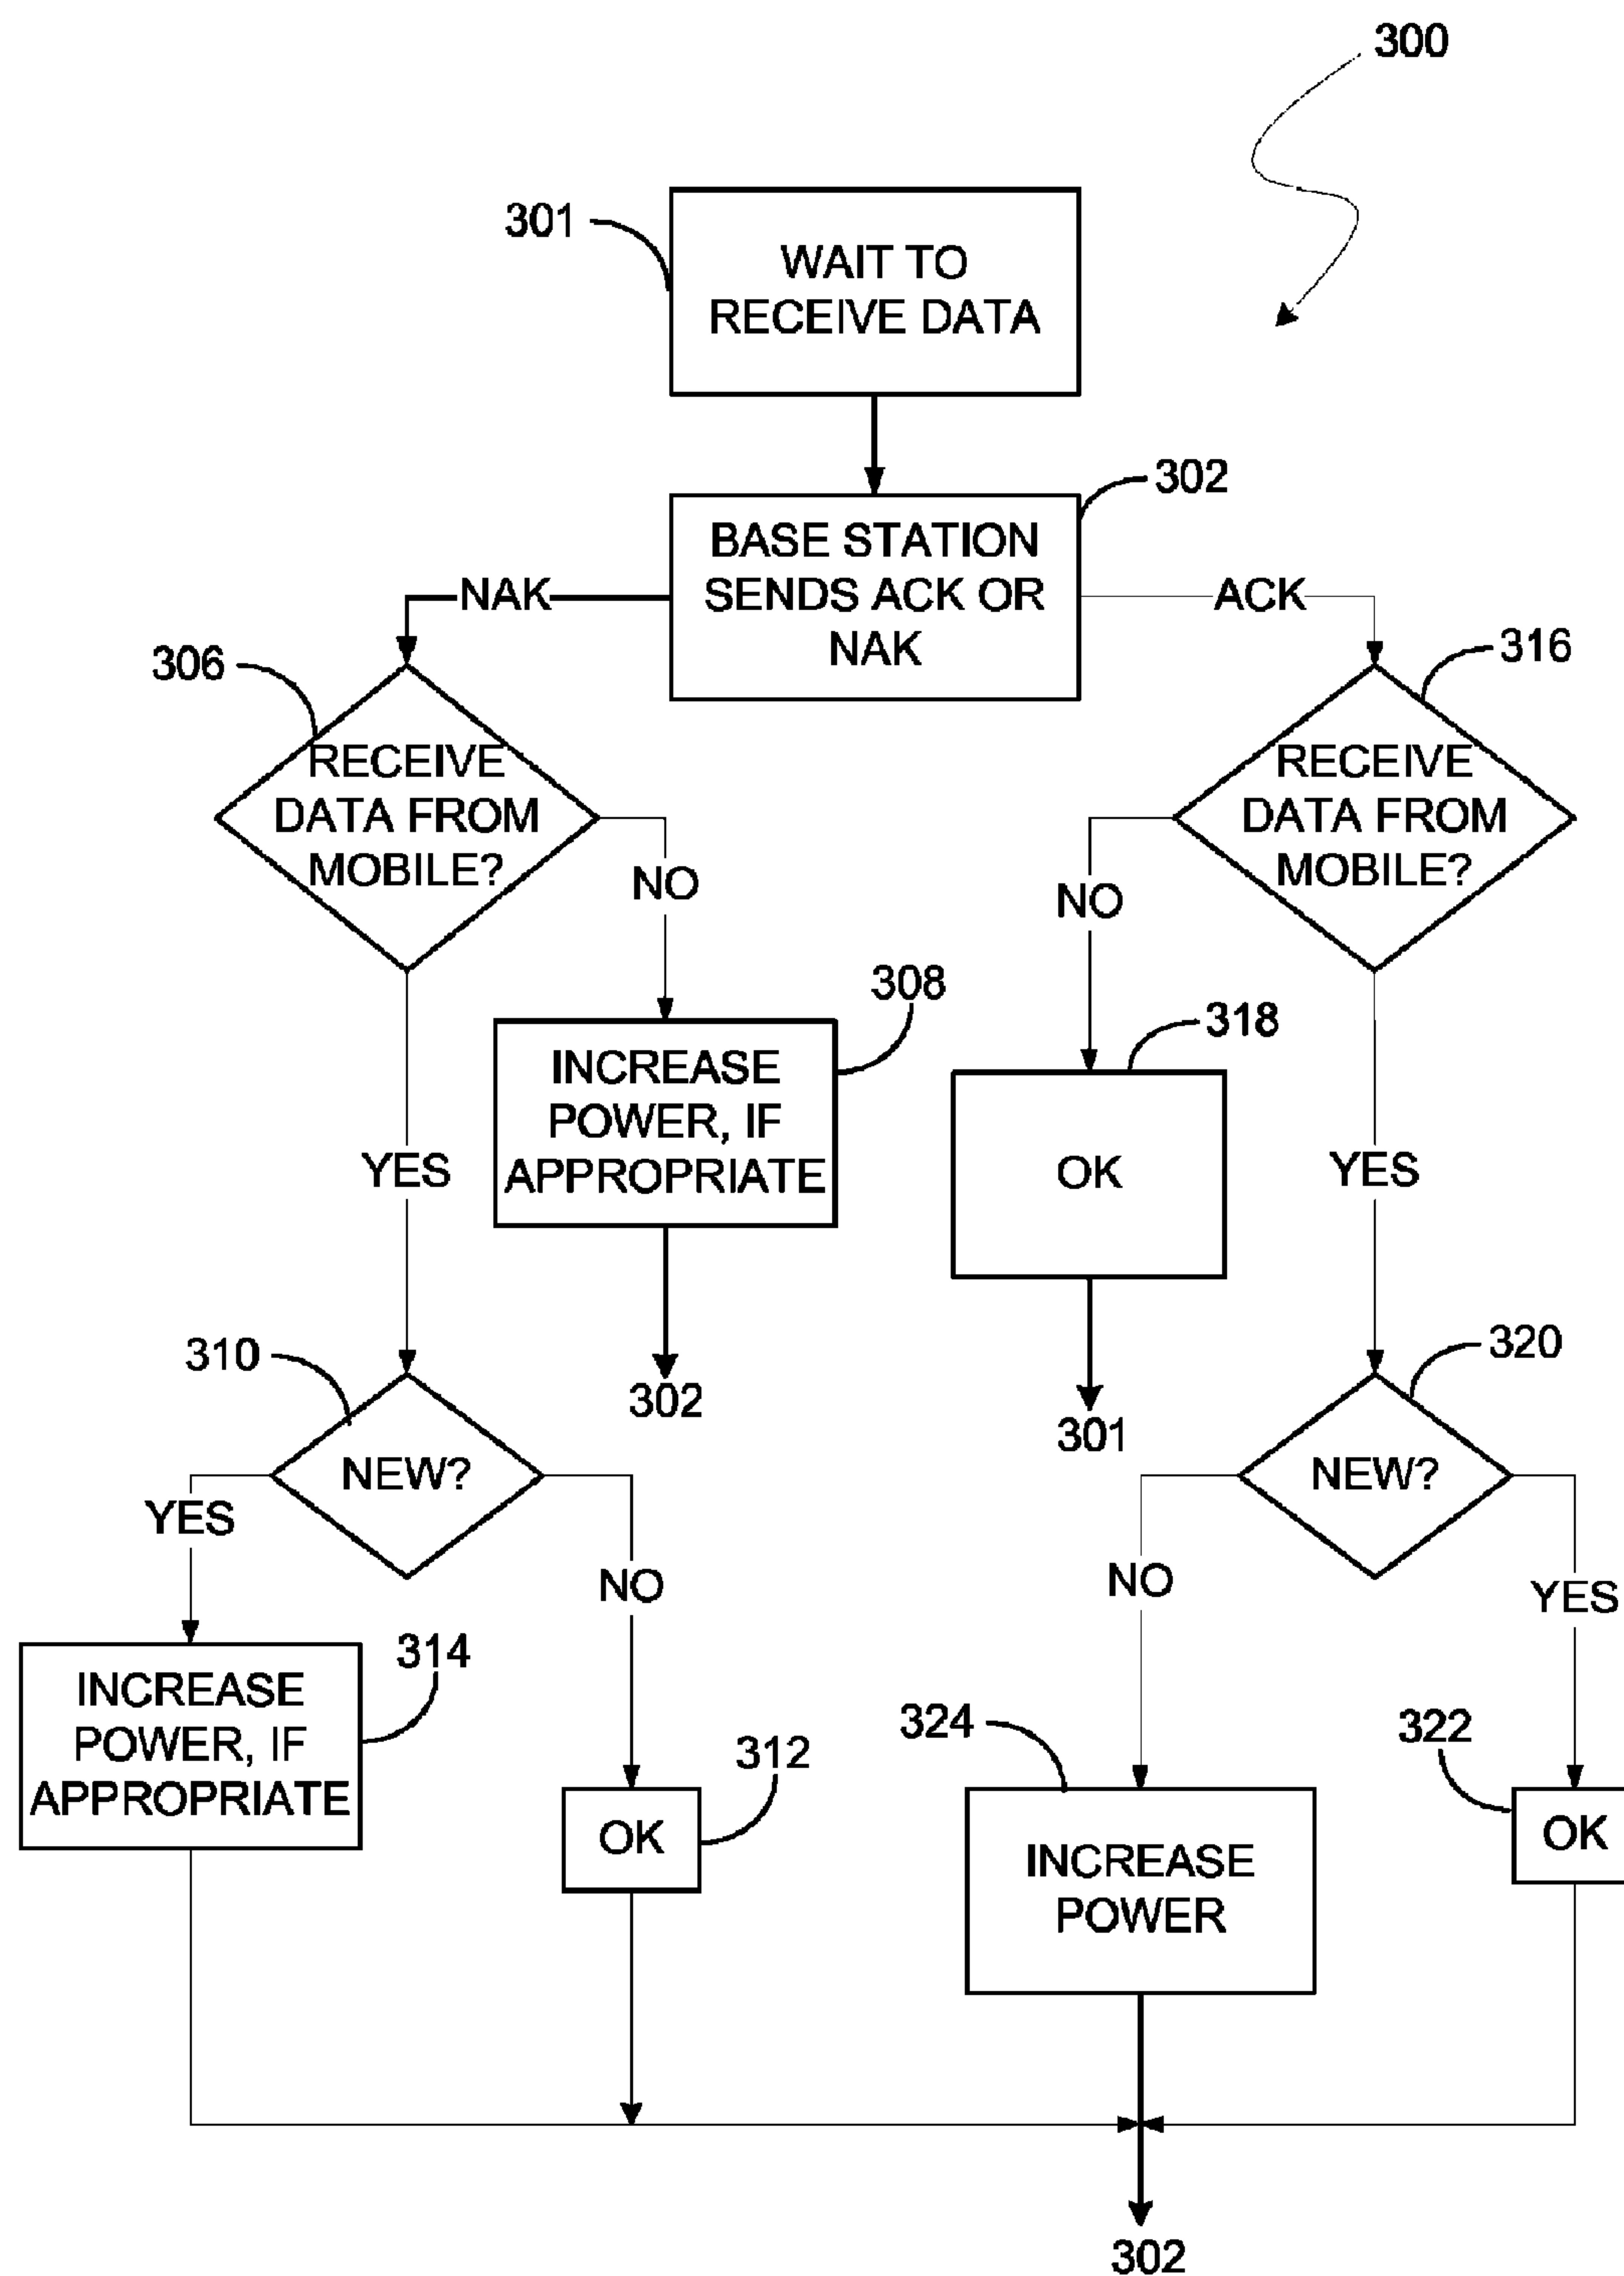 300
301
WAIT TO
RECEIVE DATA
302
BASE STATION
SENDS ACK OR
NAK
NAK
ACK
306
RECEIVE
DATA FROM
MOBILE?
316
RECEIVE
DATA FROM
MOBILE?
NO
NO
308
INCREASE
POWER, IF
APPROPRIATE
318
OK
YES
YES
302
301
310
NEW?
320
NEW?
YES
NO
NO
YES
314
INCREASE
POWER, IF
APPROPRIATE
312
OK
324
INCREASE
POWER
322
OK
302